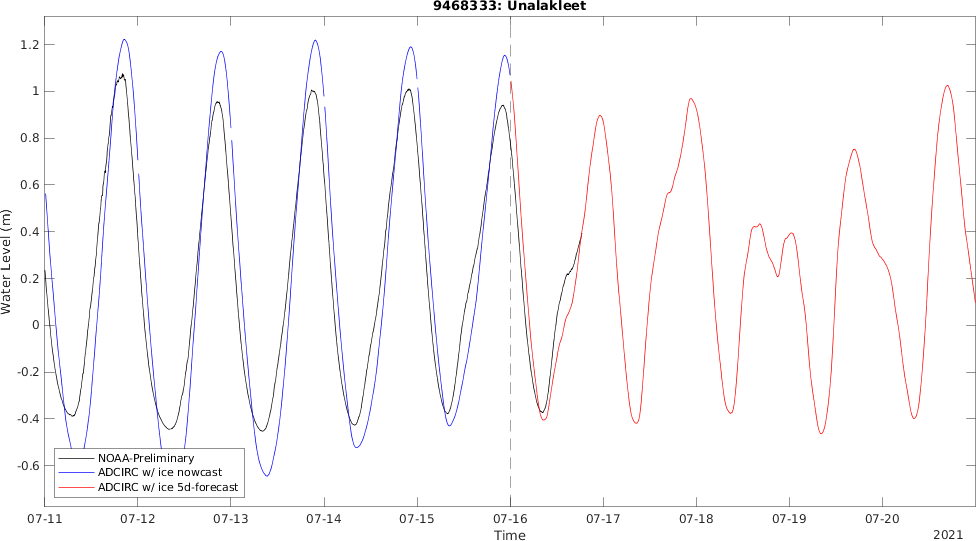 9468333: Unalakleet
Water Level (m)
1.2
1
0.8
0.6
0.4
0.2
0
-0.2
-0.4
-0.6
NOAA-Preliminary
ADCIRC w/ ice nowcast
ADCIRC w/ ice 5d-forecast
07-11 07-12 07-13 07-14 07-15 07-16 07-17 07-18 07-19 07-20
Time
2021